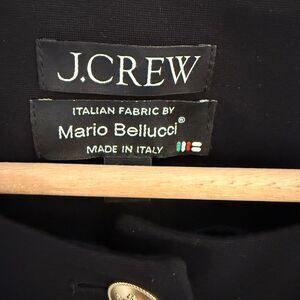 J.CREW
ITALIAN FABRIC BY
Mario Bellucci®
MADE IN ITALY